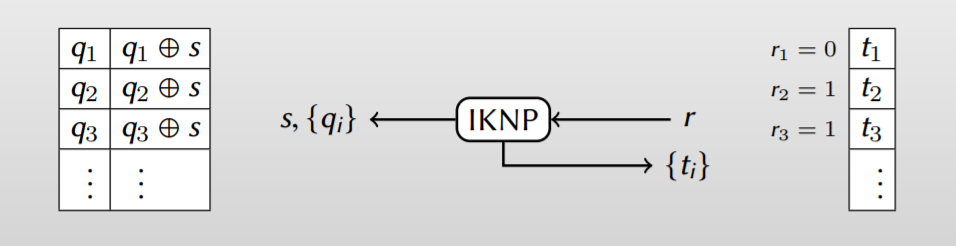 q₁ q₁ ⊕ s
q₂ q₂ ⊕ s
q₃ q₃ ⊕ s
⋮ ⋮
s, {qᵢ}
IKNP
r
{tᵢ}
r₁ = 0 t₁
r₂ = 1 t₂
r₃ = 1 t₃
⋮